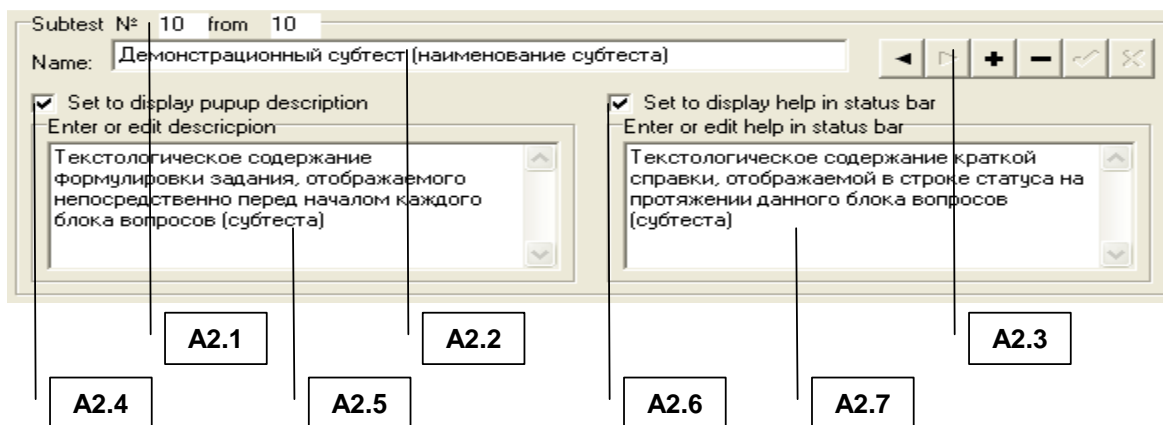 Subtest № 10 from 10
Name: Демонстрационный субтест (наименование субтеста)
Set to display pupup description
Set to display help in status bar
Enter or edit descricpion
Enter or edit help in status bar
Текстологическое содержание
формулировки задания, отображаемого
непосредственно перед началом каждого
блока вопросов (субтеста)
Текстологическое содержание краткой
справки, отображаемой в строке статуса на
протяжении данного блока вопросов
(субтеста)
A2.1
A2.2
A2.3
A2.4
A2.5
A2.6
A2.7